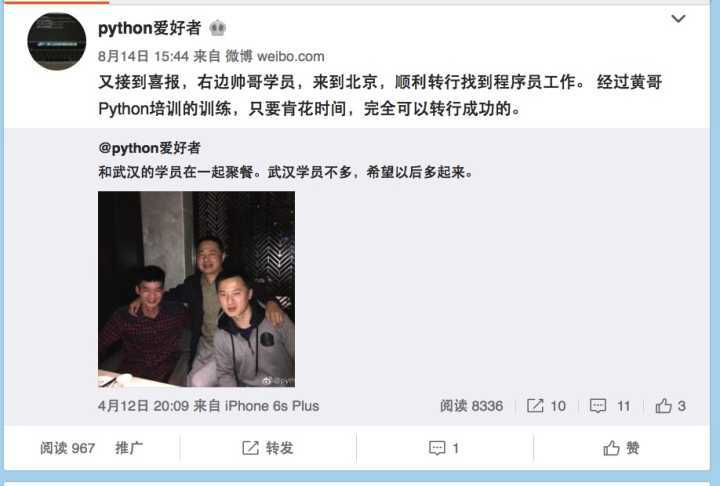 python爱好者
8月14日 15:44 来自 微博 weibo.com
又接到喜报，右边帅哥学员，来到北京，顺利转行找到程序员工作。 经过黄哥
Python培训的训练，只要肯花时间，完全可以转行成功的。
@python爱好者
和武汉的学员在一起聚餐。武汉学员不多，希望以后多起来。
@pyth
4月12日 20:09 来自 iPhone 6s Plus 阅读 8336 10 11 3
阅读 967 推广 转发 1 赞